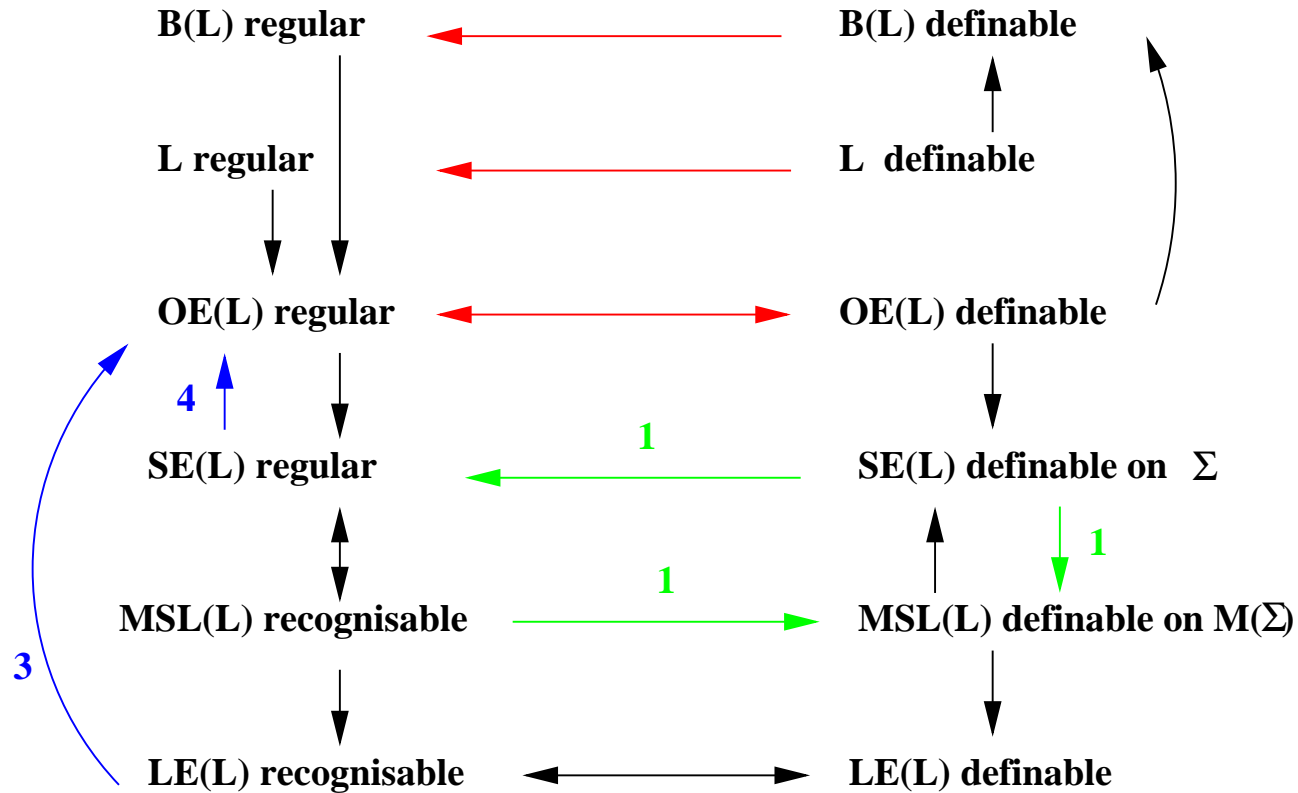 B(L) regular B(L) definable
L regular L definable
OE(L) regular OE(L) definable
4
1
SE(L) regular SE(L) definable on Σ
1
1
MSL(L) recognisable MSL(L) definable on M(Σ)
3
LE(L) recognisable LE(L) definable